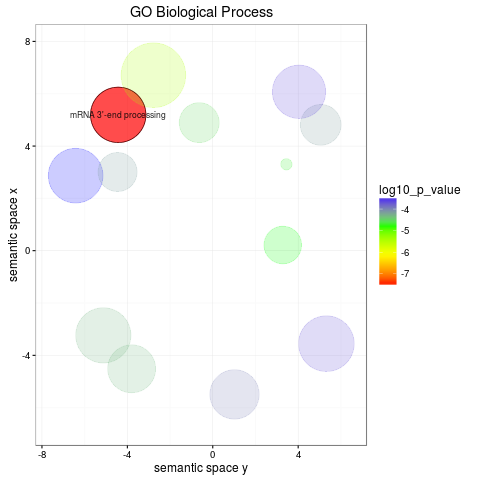 GO Biological Process
8
4
0
-4
-8
-4
0
4
semantic space x
semantic space y
mRNA 3'-end processing
log10_p_value
-4
-5
-6
-7